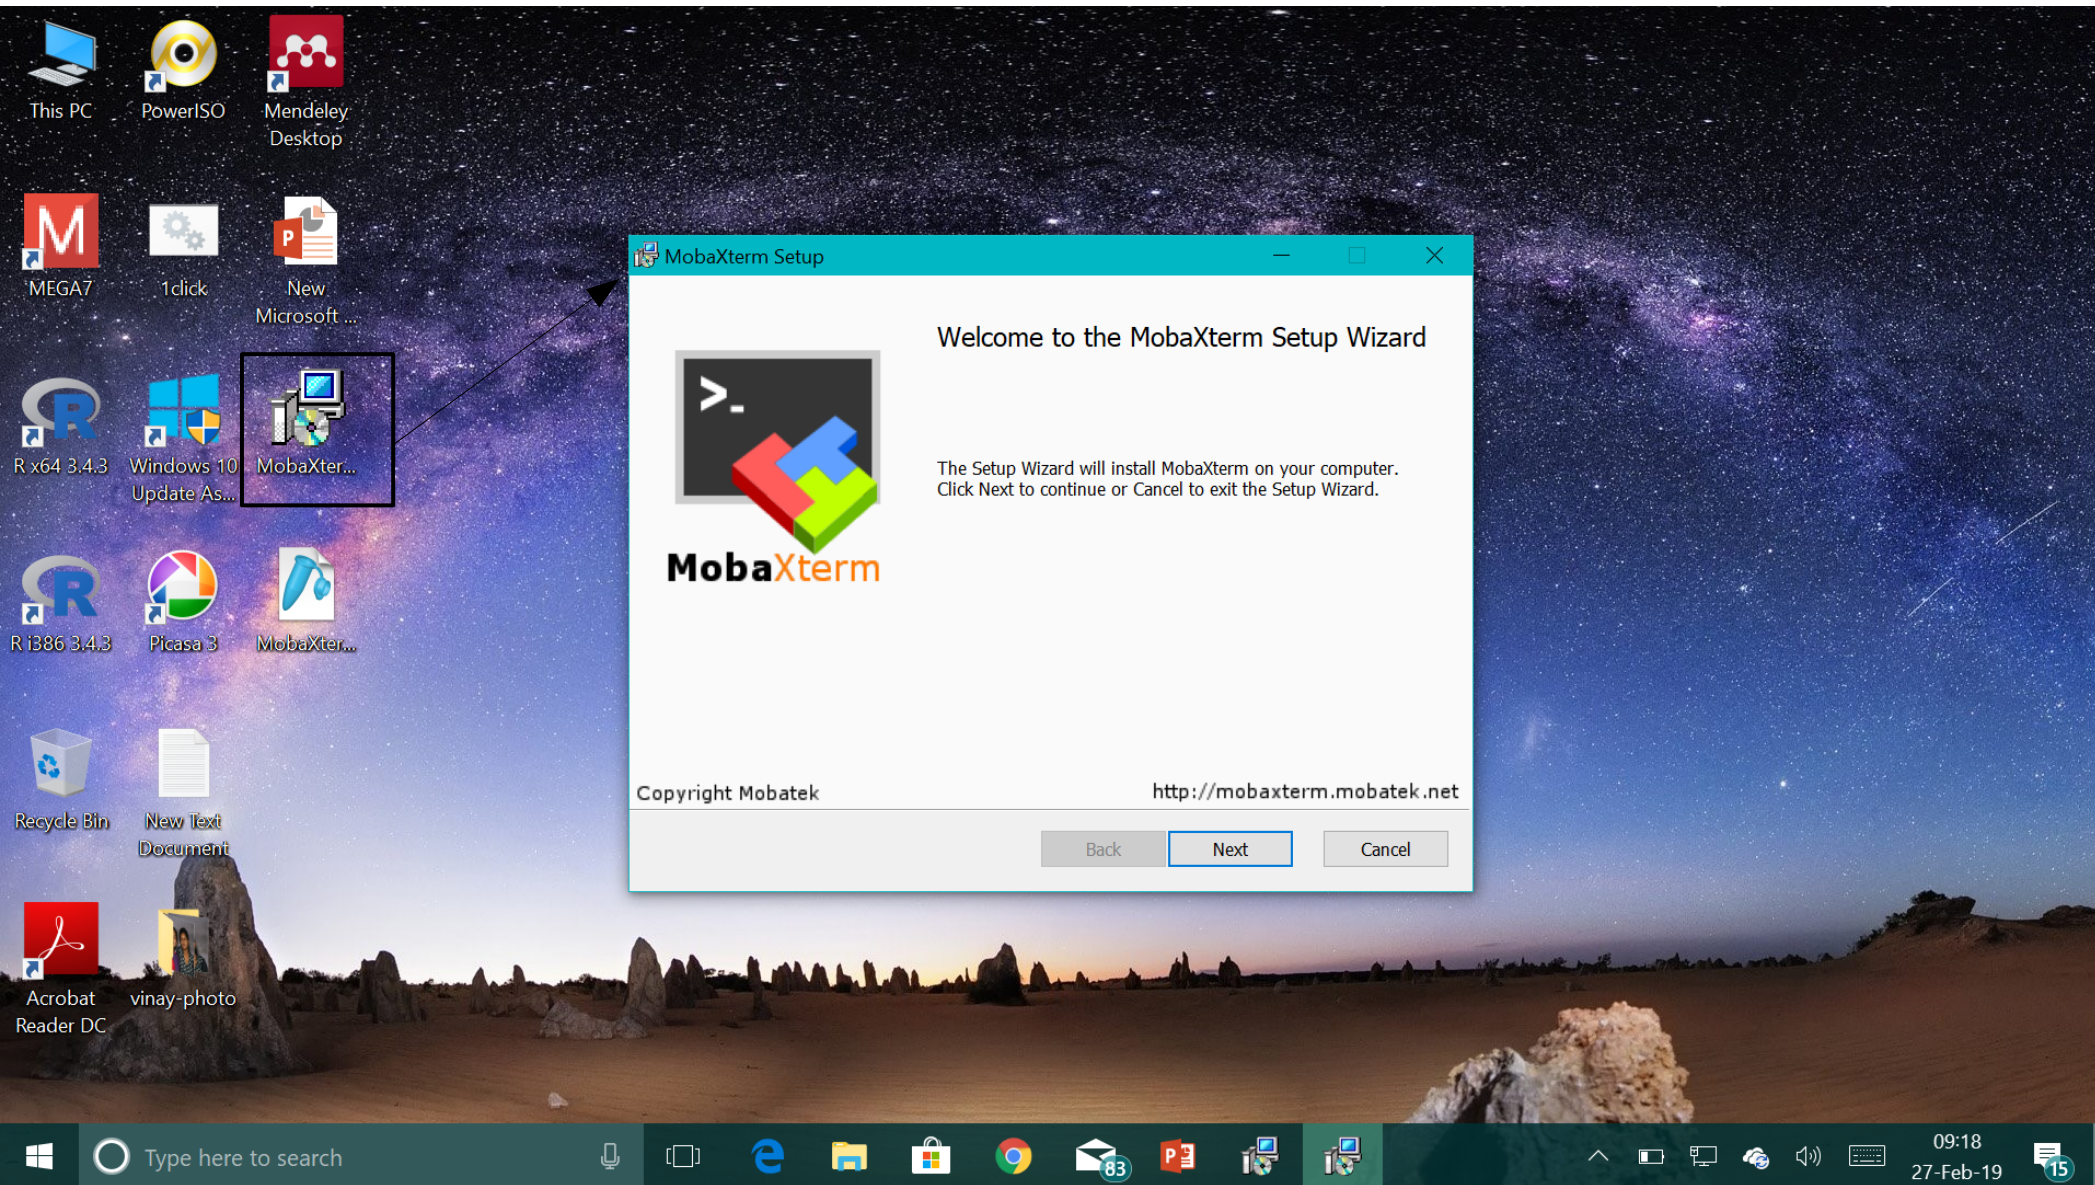 This PC
PowerISO
Mendeley
Desktop
MEGA7
1click
New
Microsoft ...
R x64 3.4.3
Windows 10
Update As...
MobaXter...
R i386 3.4.3
Picasa 3
MobaXter...
Recycle Bin
New Text
Document
Acrobat
Reader DC
vinay-photo
MobaXterm Setup
Welcome to the MobaXterm Setup Wizard
The Setup Wizard will install MobaXterm on your computer.
Click Next to continue or Cancel to exit the Setup Wizard.
MobaXterm
Copyright Mobatek
http://mobaxterm.mobatek.net
Back
Next
Cancel
Type here to search
83
09:18
27-Feb-19
15